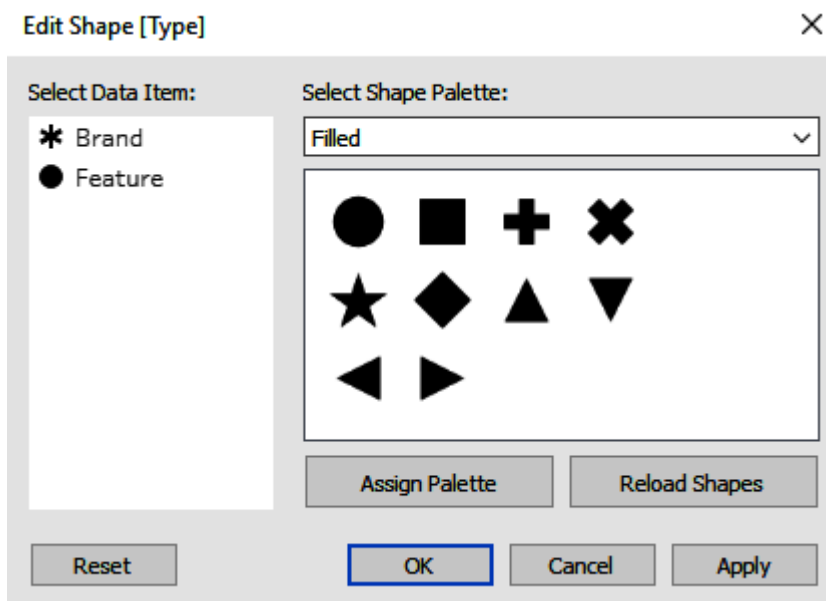 Edit Shape [Type]
Select Data Item:
Brand
Feature
Select Shape Palette:
Filled
Assign Palette
Reload Shapes
Reset
OK
Cancel
Apply